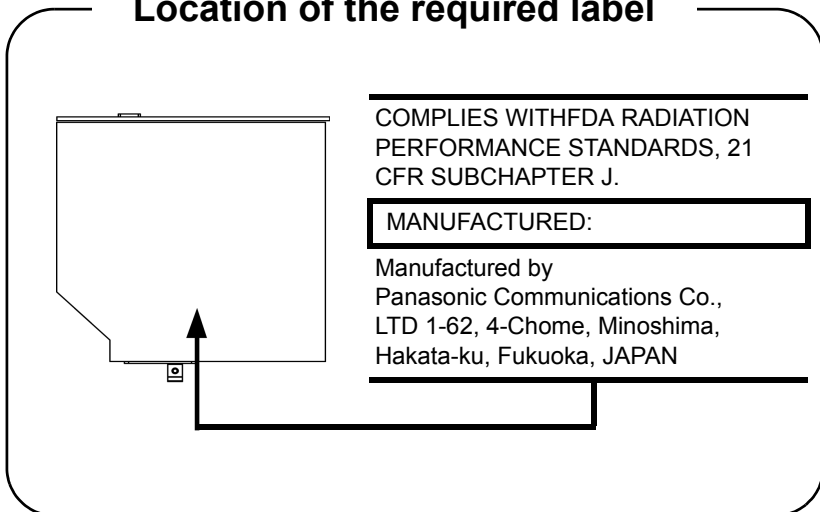 Location of the required label
COMPLIES WITHFDA RADIATION
PERFORMANCE STANDARDS, 21
CFR SUBCHAPTER J.
MANUFACTURED:
Manufactured by
Panasonic Communications Co.,
LTD 1-62, 4-Chome, Minoshima,
Hakata-ku, Fukuoka, JAPAN